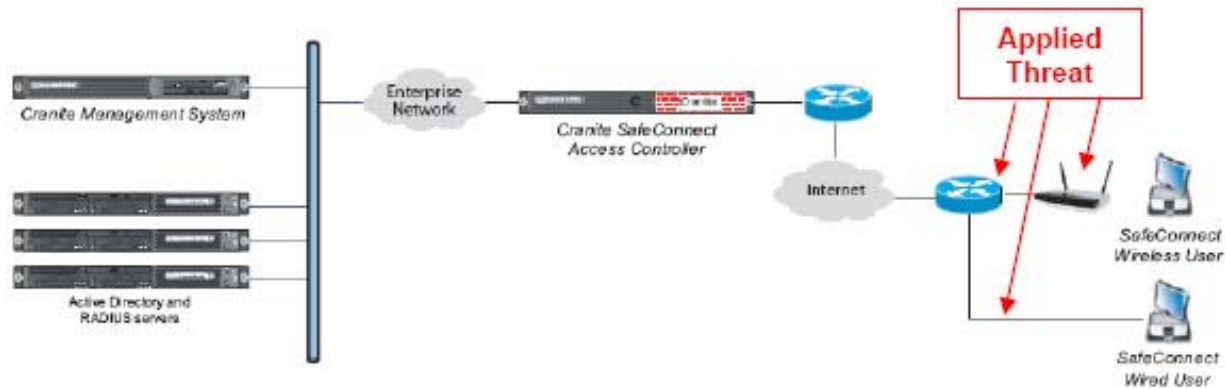 Applied
Threat
Cranite Management System
Enterprise
Network
Cranite
Cranite SafeConnect
Access Controller
Internet
SafeConnect
Wireless User
Active Directory and
RADIUS servers
SafeConnect
Wired User